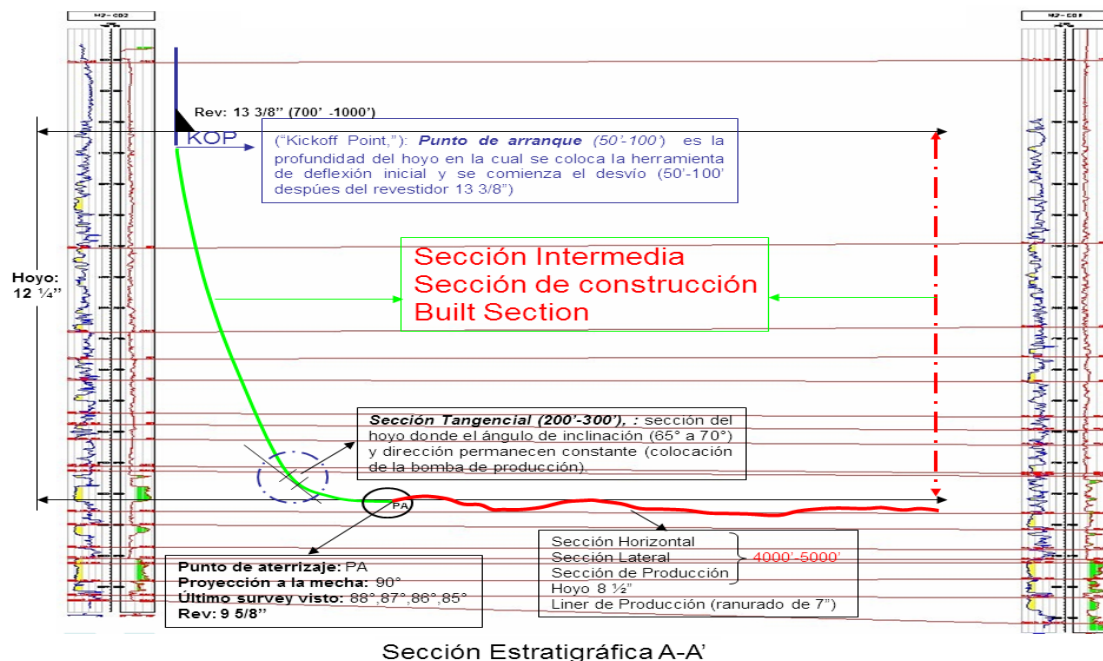 Rev: 13 3/8” (700’ -1000’)
KOP
(“Kickoff Point,”): Punto de arranque (50’-100’) es la
profundidad del hoyo en la cual se coloca la herramienta
de deflexión inicial y se comienza el desvío (50’-100’
despúes del revestidor 13 3/8”)
Sección Intermedia
Sección de construcción
Built Section
Hoyo:
12 ¼”
Sección Tangencial (200’-300’), : sección del
hoyo donde el ángulo de inclinación (65° a 70°)
y dirección permanecen constante (colocación
de la bomba de producción).
PA
Punto de aterrizaje: PA
Proyección a la mecha: 90°
Último survey visto: 88°,87°,86°,85°
Rev: 9 5/8”
Sección Horizontal
Sección Lateral 4000’-5000’
Sección de Producción
Hoyo 8 ½”
Liner de Producción (ranurado de 7”)
Sección Estratigráfica A-A’